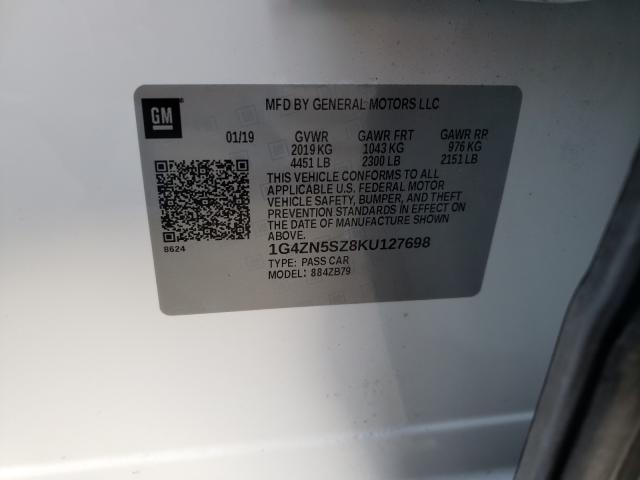 GM
MFD BY GENERAL MOTORS LLC
01/19 GVWR GAWR FRT GAWR RR
2019 KG 1043 KG 976 KG
4451 LB 2300 LB 2151 LB
THIS VEHICLE CONFORMS TO ALL
APPLICABLE U.S. FEDERAL MOTOR
VEHICLE SAFETY, BUMPER, AND THEFT
PREVENTION STANDARDS IN EFFECT ON
THE DATE OF MANUFACTURE SHOWN
ABOVE.
8624
1G4ZN5SZ8KU127698
TYPE: PASS CAR
MODEL: 884ZB79